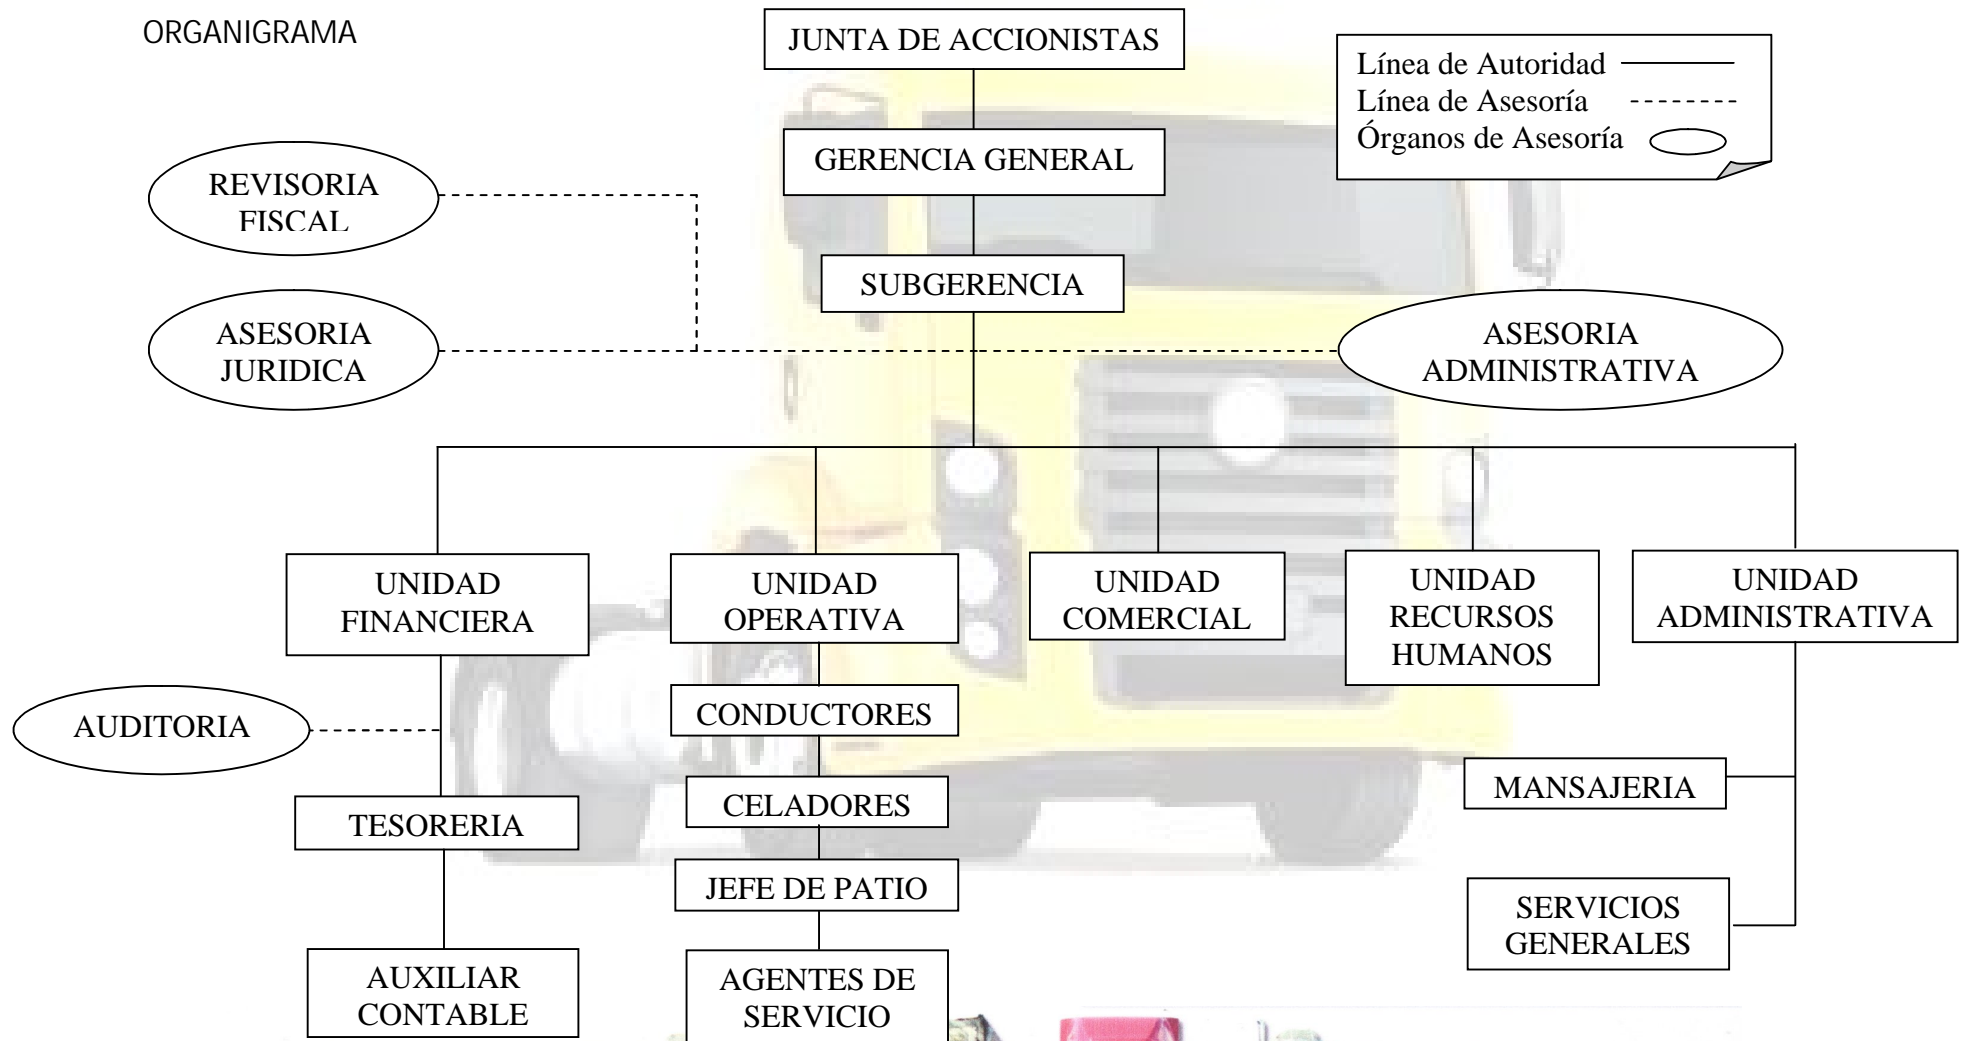 ORGANIGRAMA
JUNTA DE ACCIONISTAS
Línea de Autoridad
Línea de Asesoría
Órganos de Asesoría
GERENCIA GENERAL
REVISORIA
FISCAL
SUBGERENCIA
ASESORIA
JURIDICA
ASESORIA
ADMINISTRATIVA
UNIDAD
FINANCIERA
UNIDAD
OPERATIVA
UNIDAD
COMERCIAL
UNIDAD
RECURSOS
HUMANOS
UNIDAD
ADMINISTRATIVA
AUDITORIA
CONDUCTORES
MANSAJERIA
TESORERIA
CELADORES
JEFE DE PATIO
SERVICIOS
GENERALES
AUXILIAR
CONTABLE
AGENTES DE
SERVICIO